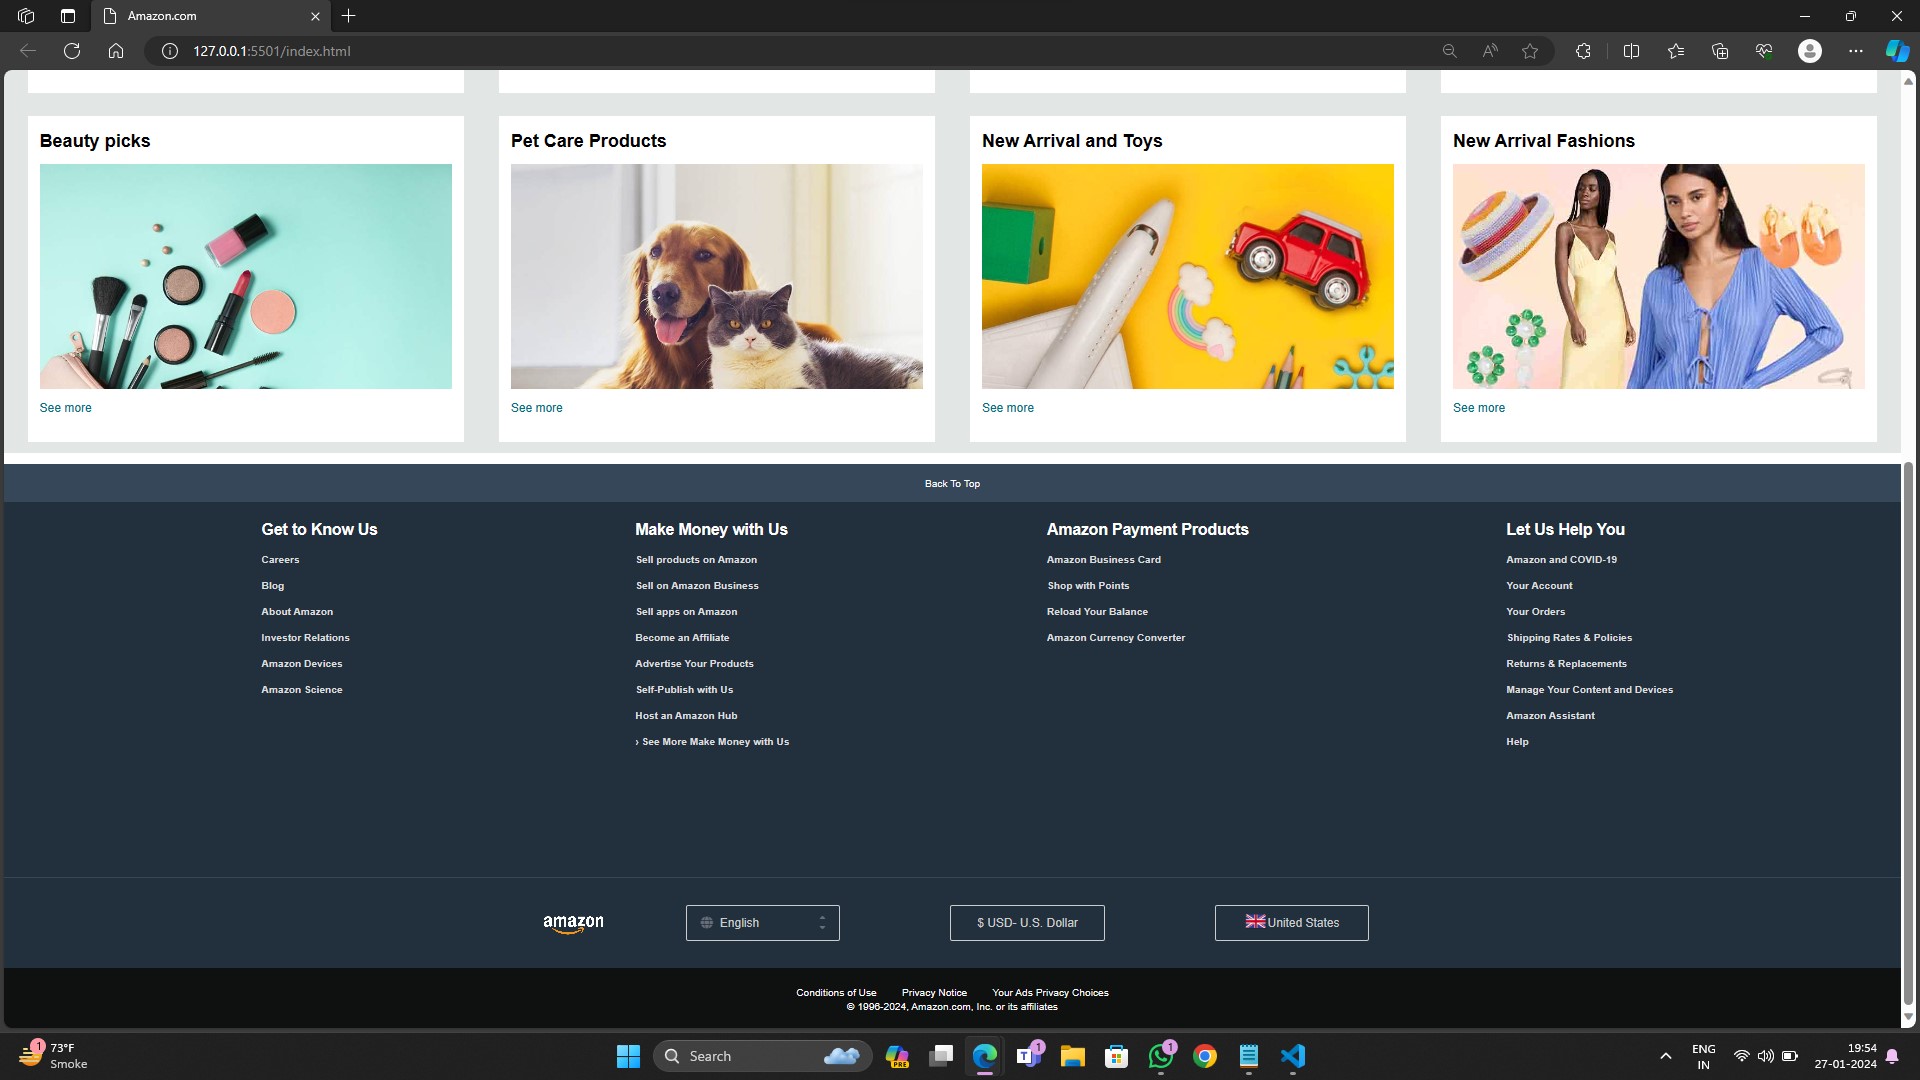 Amazon.com
127.0.0.1:5501/index.html
Beauty picks
Pet Care Products
New Arrival and Toys
New Arrival Fashions
See more
See more
See more
See more
Back To Top
Get to Know Us
Careers
Blog
About Amazon
Investor Relations
Amazon Devices
Amazon Science
Make Money with Us
Sell products on Amazon
Sell on Amazon Business
Sell apps on Amazon
Become an Affiliate
Advertise Your Products
Self-Publish with Us
Host an Amazon Hub
› See More Make Money with Us
Amazon Payment Products
Amazon Business Card
Shop with Points
Reload Your Balance
Amazon Currency Converter
Let Us Help You
Amazon and COVID-19
Your Account
Your Orders
Shipping Rates & Policies
Returns & Replacements
Manage Your Content and Devices
Amazon Assistant
Help
amazon
English
$ USD- U.S. Dollar
United States
Conditions of Use Privacy Notice Your Ads Privacy Choices
© 1996-2024, Amazon.com, Inc. or its affiliates
1
73°F
Smoke
Search
PRE
T
1
1
ENG
IN
19:54
27-01-2024